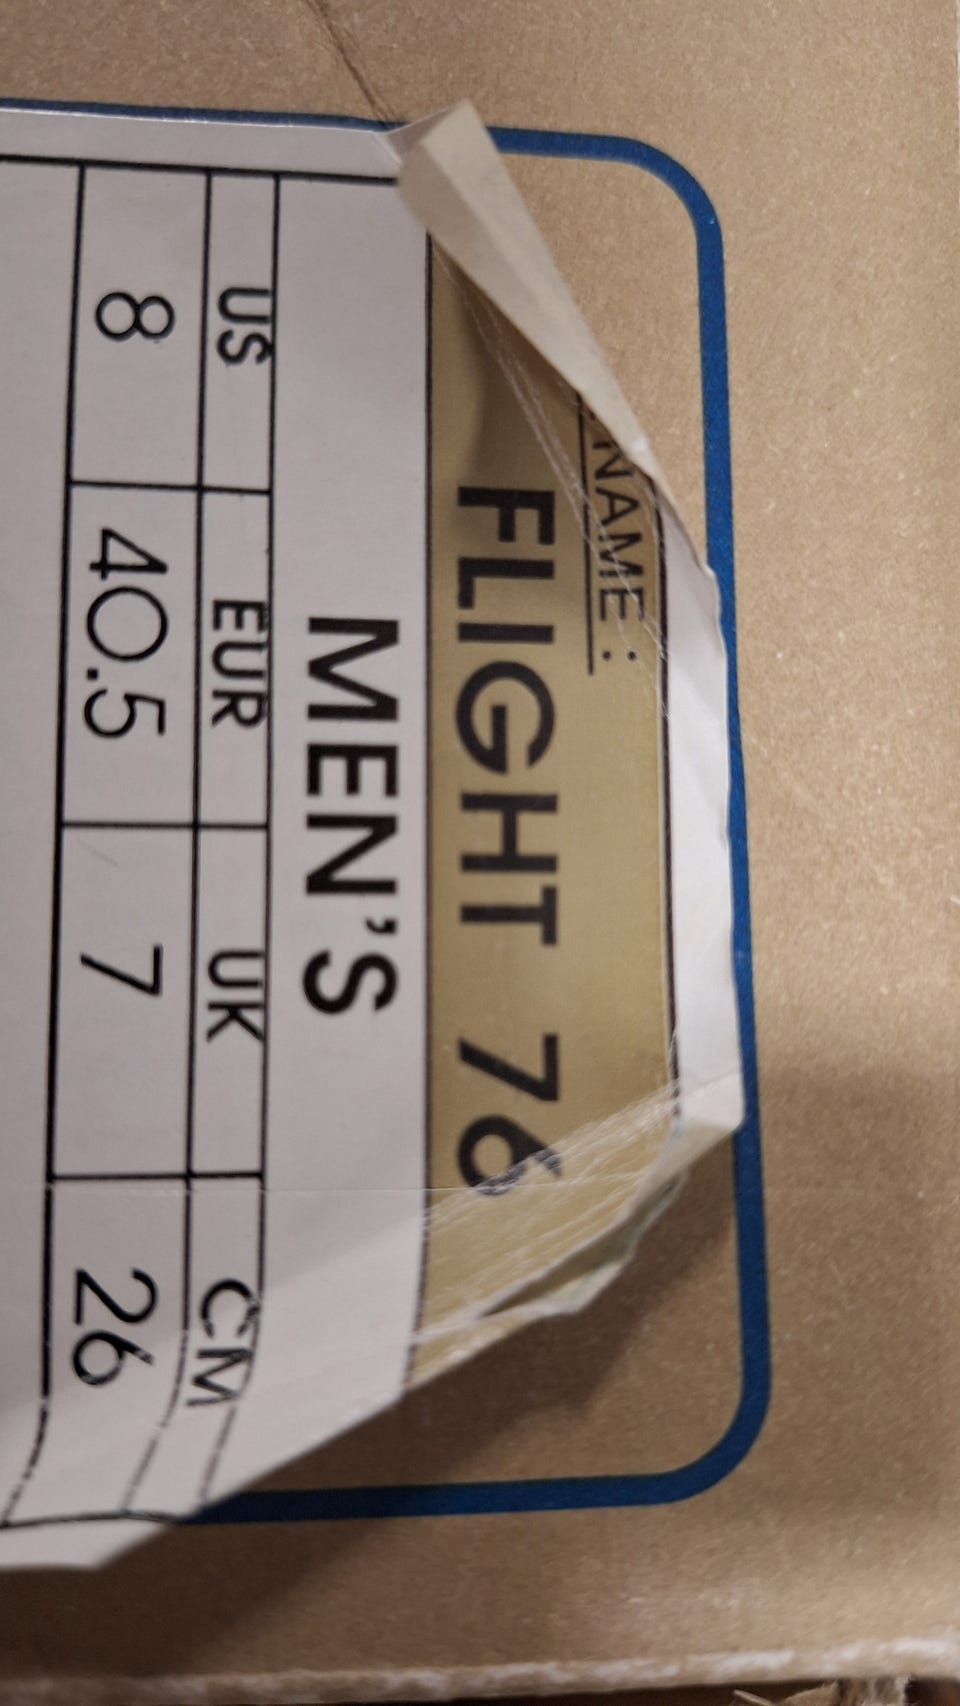 NAME:
FLIGHT 76
MEN'S
US EUR UK CM
8 40.5 7 26